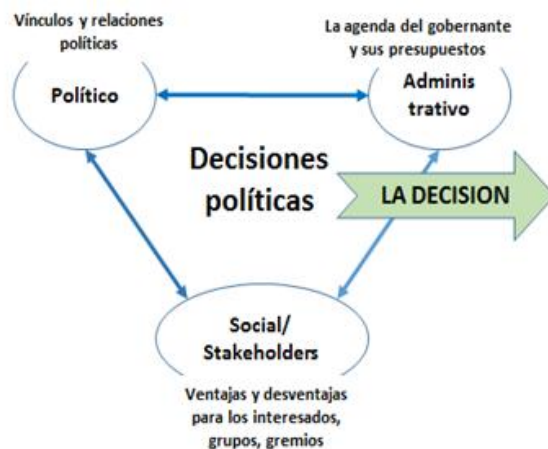 Vínculos y relaciones
políticas
Político
La agenda del gobernante
y sus presupuestos
Adminis
trativo
Decisiones
políticas
LA DECISION
Social/
Stakeholders
Ventajas y desventajas
para los interesados,
grupos, gremios